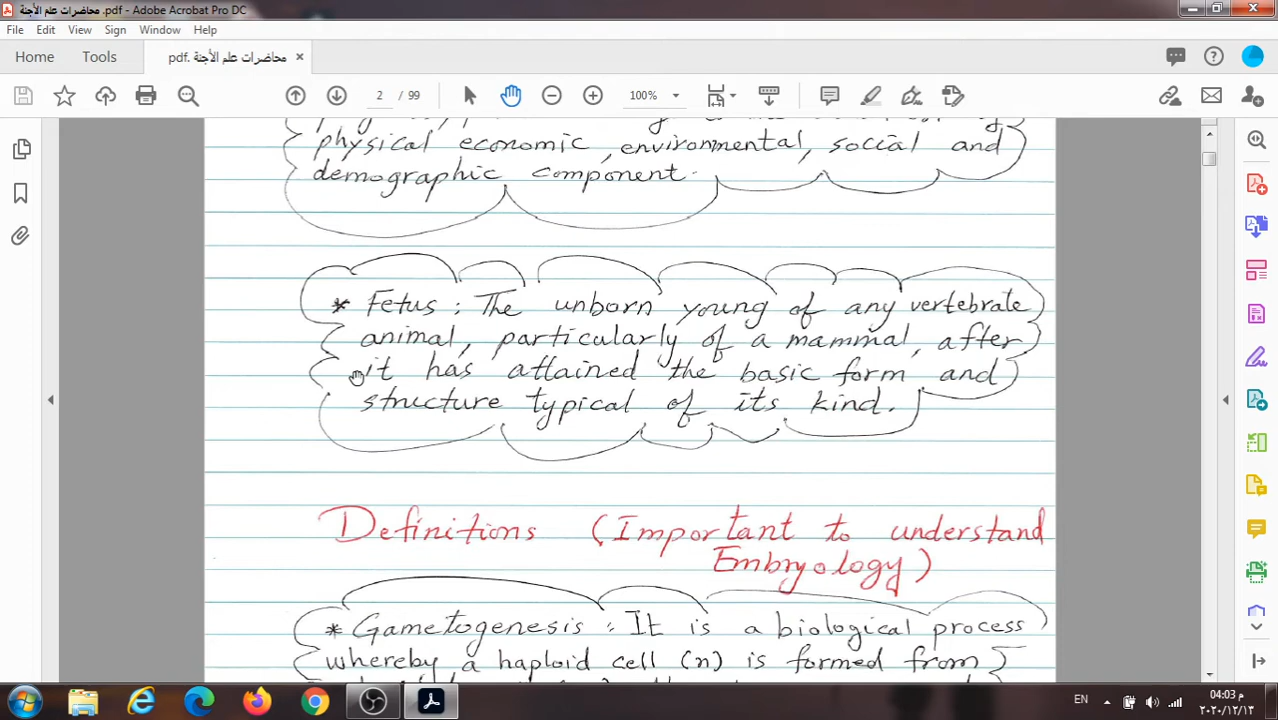 محاضرات علم الأجنة.pdf - Adobe Acrobat Pro DC
File Edit View Sign Window Help
Home Tools محاضرات علم الأجنة.pdf ×
2 / 99 100%
physical economic, environmental, social and
demographic component.
* Fetus : The unborn young of any vertebrate
animal, particularly of a mammal, after
it has attained the basic form and
structure typical of its kind.
Definitions (Important to understand
Embryology)
* Gametogenesis : It is a biological process
whereby a haploid cell (n) is formed from
EN 04:03 م
٢٠٢٠/١٢/١٣